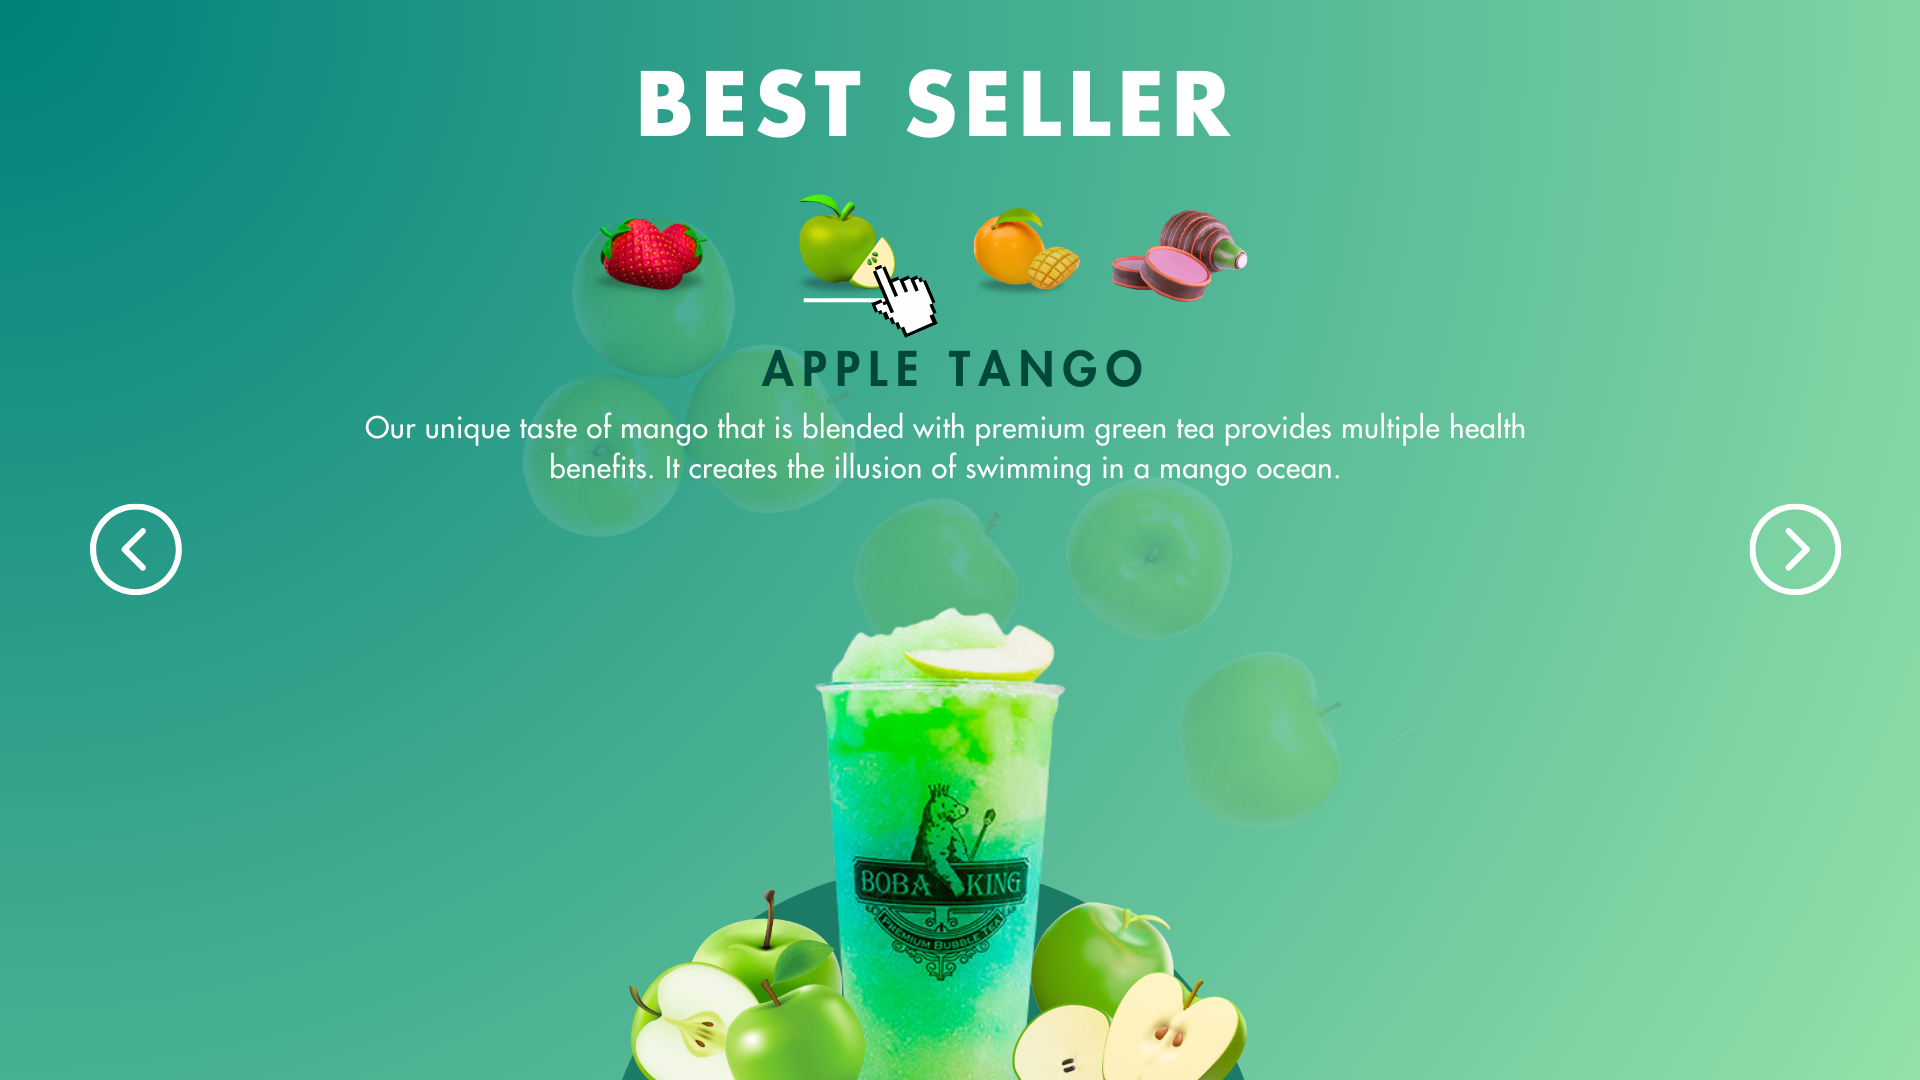 BEST SELLER
APPLE TANGO
Our unique taste of mango that is blended with premium green tea provides multiple health
benefits. It creates the illusion of swimming in a mango ocean.
BOBA KING
PREMIUM BUBBLE TEA